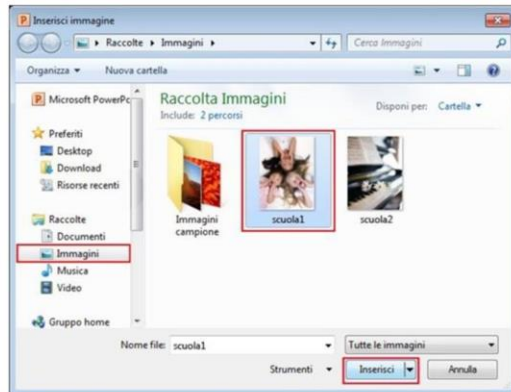 Inserisci immagine
Raccolte Immagini
Cerca Immagini
Organizza Nuova cartella
Microsoft PowerPo
Preferiti
Desktop
Download
Risorse recenti
Raccolte
Documenti
Immagini
Musica
Video
Gruppo home
Raccolta Immagini
Include: 2 percorsi
Disponi per: Cartella
Immagini
campione
scuola1
scuola2
Nome file: scuola1
Tutte le immagini
Strumenti Inserisci Annulla